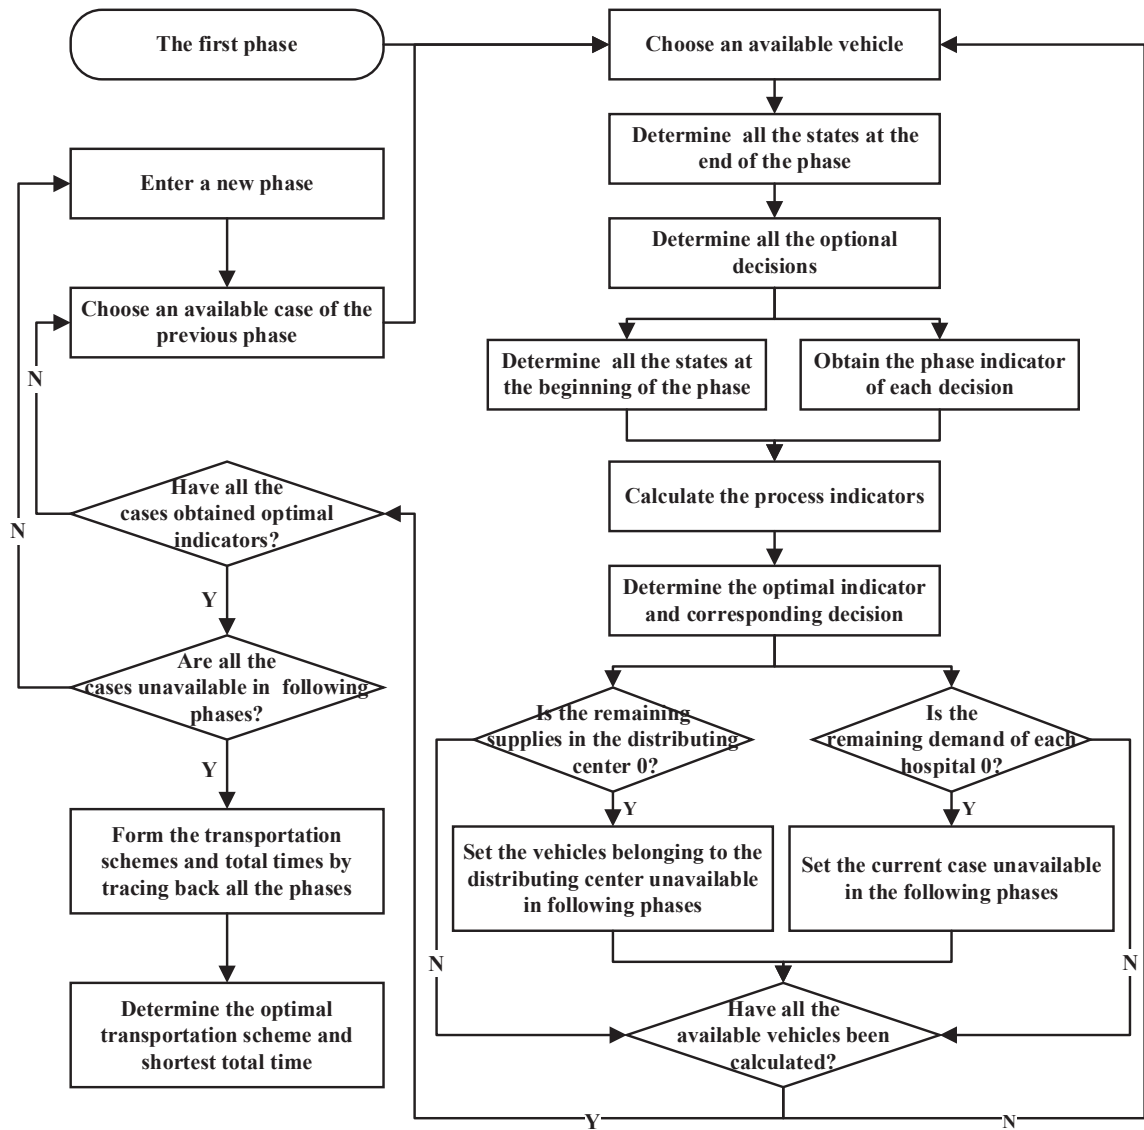 The first phase
Choose an available vehicle
Determine all the states at the
end of the phase
Enter a new phase
Determine all the optional
decisions
Choose an available case of the
previous phase
Determine all the states at
the beginning of the phase
Obtain the phase indicator
of each decision
N
Have all the
cases obtained optimal
indicators?
Calculate the process indicators
N
Y
Determine the optimal indicator
and corresponding decision
Are all the
cases unavailable in following
phases?
Is the remaining
supplies in the distributing
center 0?
Is the
remaining demand of each
hospital 0?
Y
Y
Y
Form the transportation
schemes and total times by
tracing back all the phases
Set the vehicles belonging to the
distributing center unavailable
in following phases
Set the current case unavailable
in the following phases
N
N
Determine the optimal
transportation scheme and
shortest total time
Have all the
available vehicles been
calculated?
Y
N